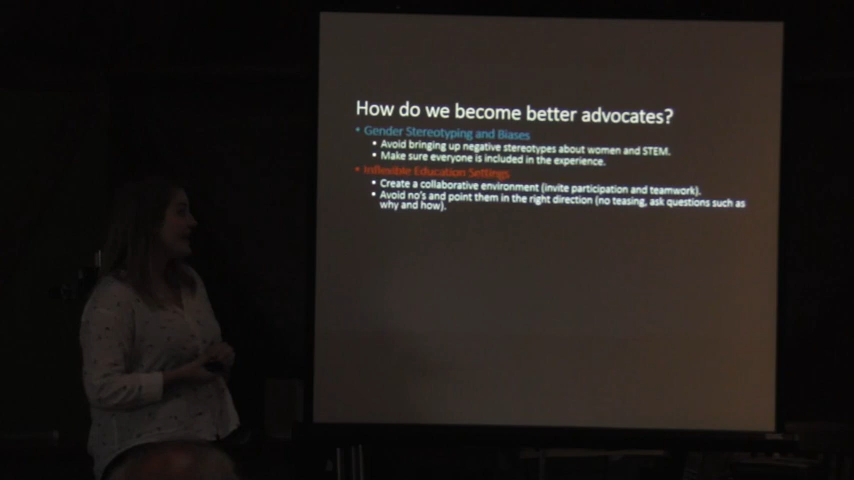 How do we become better advocates?
• Gender Stereotyping and Biases
• Avoid bringing up negative stereotypes about women and STEM.
• Make sure everyone is included in the experience.
• Inflexible Education Settings
• Create a collaborative environment (invite participation and teamwork).
• Avoid no's and point them in the right direction (no teasing, ask questions such as
why and how).